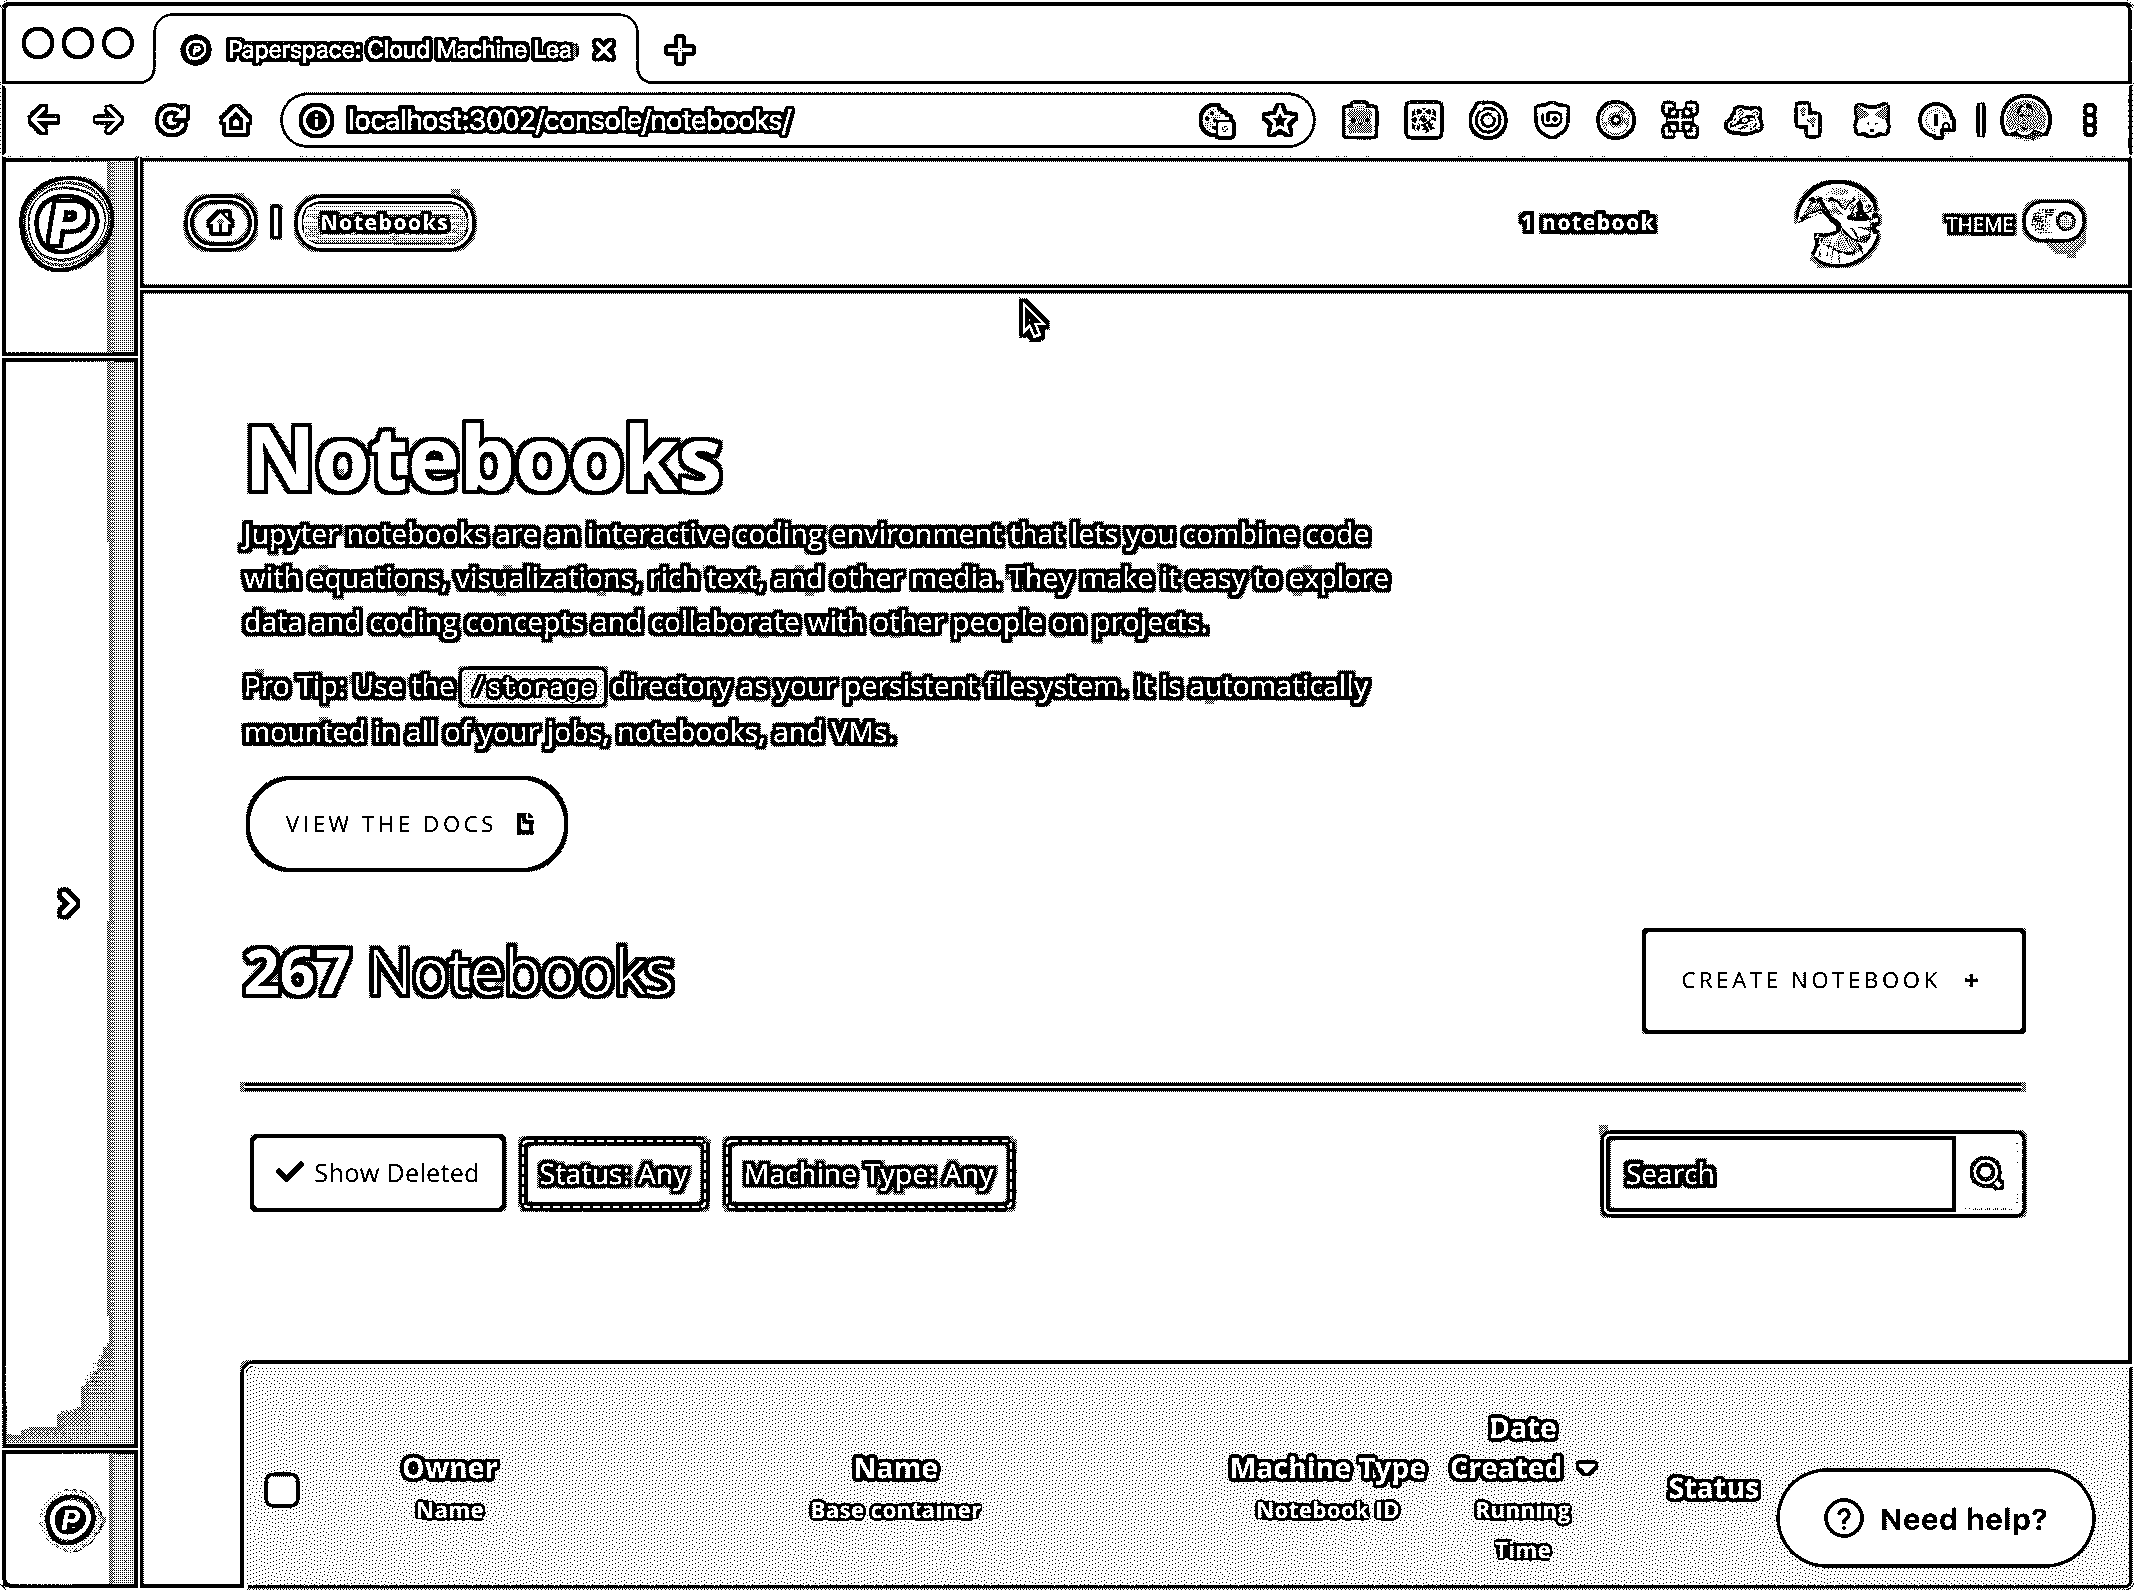 Paperspace: Cloud Machine Lea
localhost:3002/console/notebooks/
Notebooks
1 notebook
THEME
Notebooks
Jupyter notebooks are an interactive coding environment that lets you combine code
with equations, visualizations, rich text, and other media. They make it easy to explore
data and coding concepts and collaborate with other people on projects.
Pro Tip: Use the /storage directory as your persistent filesystem. It is automatically
mounted in all of your jobs, notebooks, and VMs.
VIEW THE DOCS
267 Notebooks
CREATE NOTEBOOK +
Show Deleted
Status: Any
Machine Type: Any
Search
Owner
Name
Name
Base container
Machine Type
Notebook ID
Date
Created
Running
Time
Status
Need help?